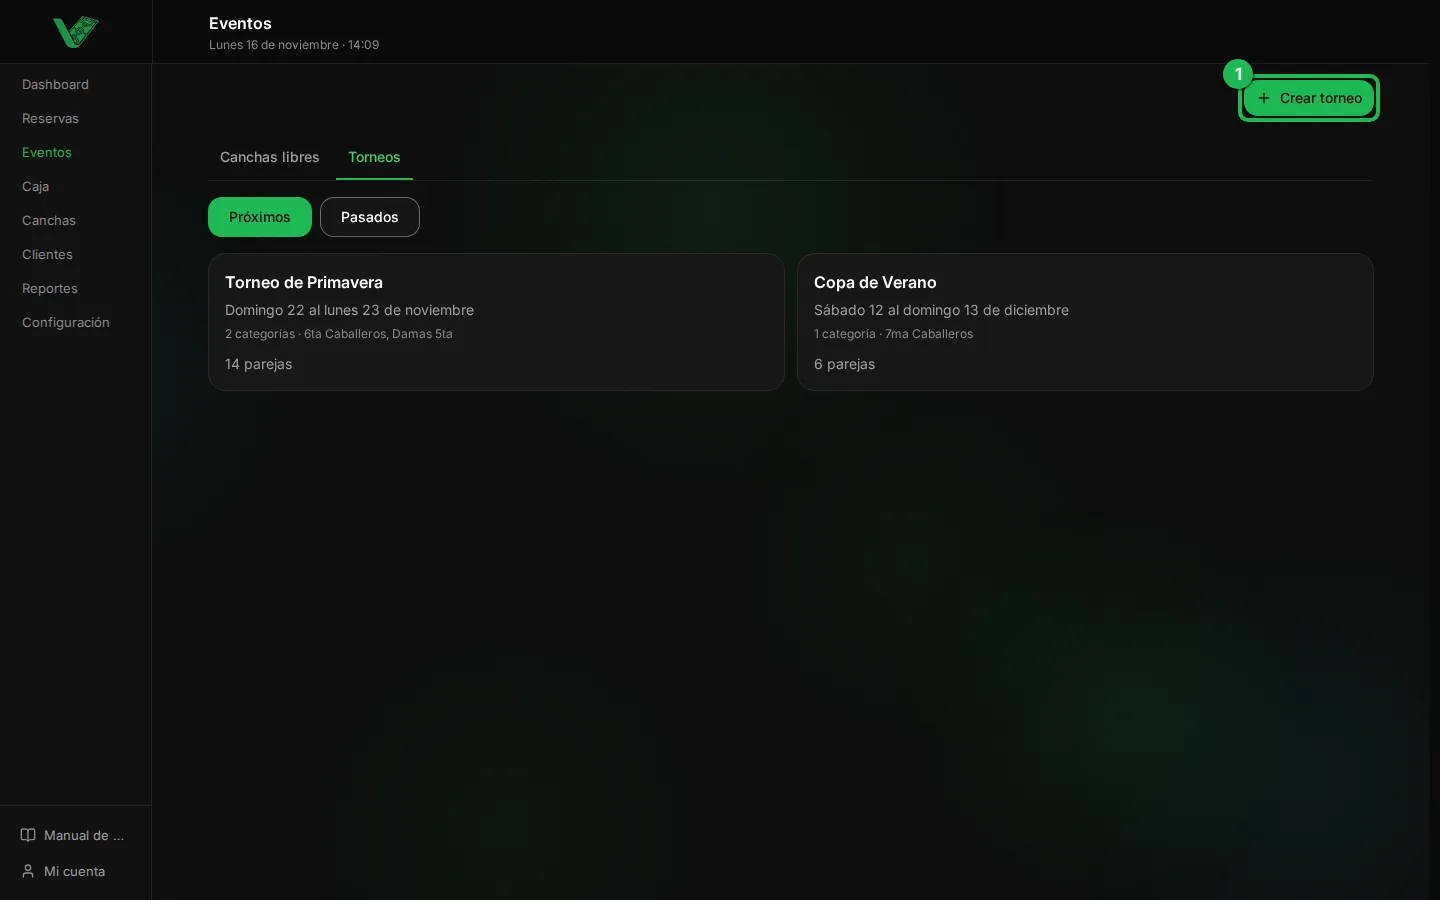 Eventos
Lunes 16 de noviembre · 14:09
Dashboard
Reservas
Eventos
Caja
Canchas
Clientes
Reportes
Configuración
Manual de ...
Mi cuenta
1
+ Crear torneo
Canchas libres
Torneos
Próximos
Pasados
Torneo de Primavera
Domingo 22 al lunes 23 de noviembre
2 categorías · 6ta Caballeros, Damas 5ta
14 parejas
Copa de Verano
Sábado 12 al domingo 13 de diciembre
1 categoría · 7ma Caballeros
6 parejas